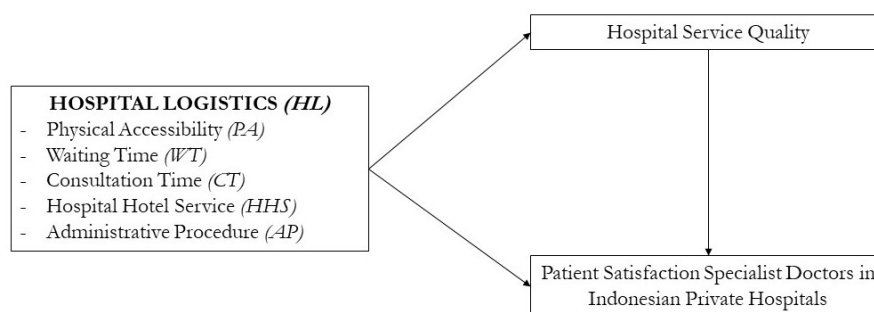 HOSPITAL LOGISTICS (HL)
- Physical Accessibility (PA)
- Waiting Time (WT)
- Consultation Time (CT)
- Hospital Hotel Service (HHS)
- Administrative Procedure (AP)
Hospital Service Quality
Patient Satisfaction Specialist Doctors in
Indonesian Private Hospitals